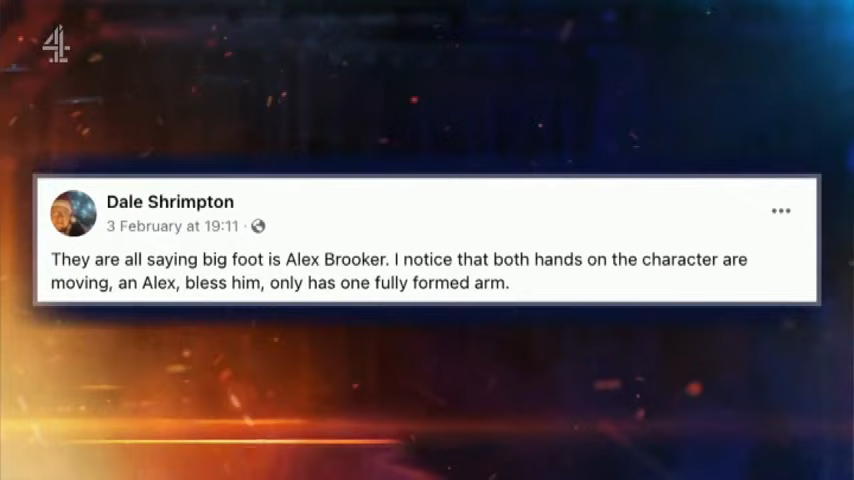 4
Dale Shrimpton
3 February at 19:11 ·
They are all saying big foot is Alex Brooker. I notice that both hands on the character are
moving, an Alex, bless him, only has one fully formed arm.